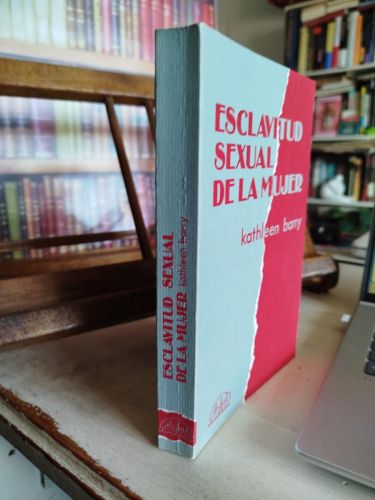 ESCLAVITUD
SEXUAL
DE LA MUJER
kathleen barry
ESCLAVITUD SEXUAL
DE LA MUJER kathleen barry